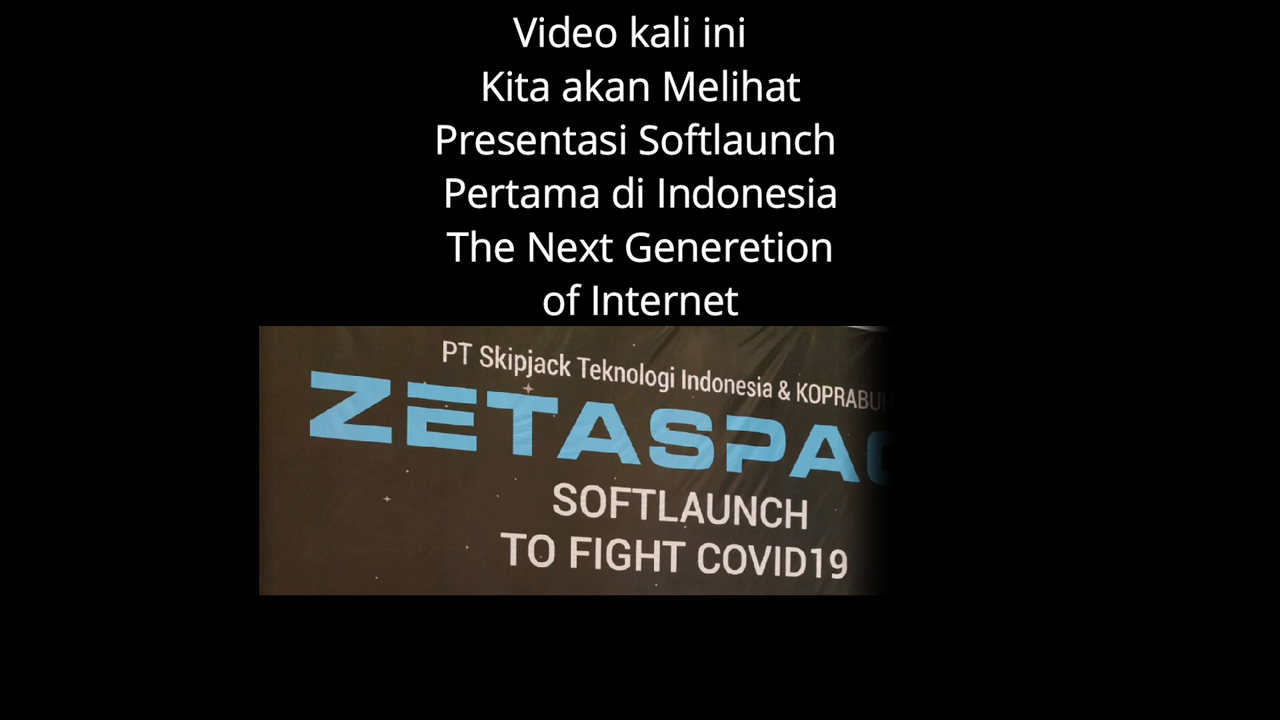 Video kali ini
Kita akan Melihat
Presentasi Softlaunch
Pertama di Indonesia
The Next Generetion
of Internet
PT Skipjack Teknologi Indonesia & KOPRABU
ZETASPAC
SOFTLAUNCH
TO FIGHT COVID19